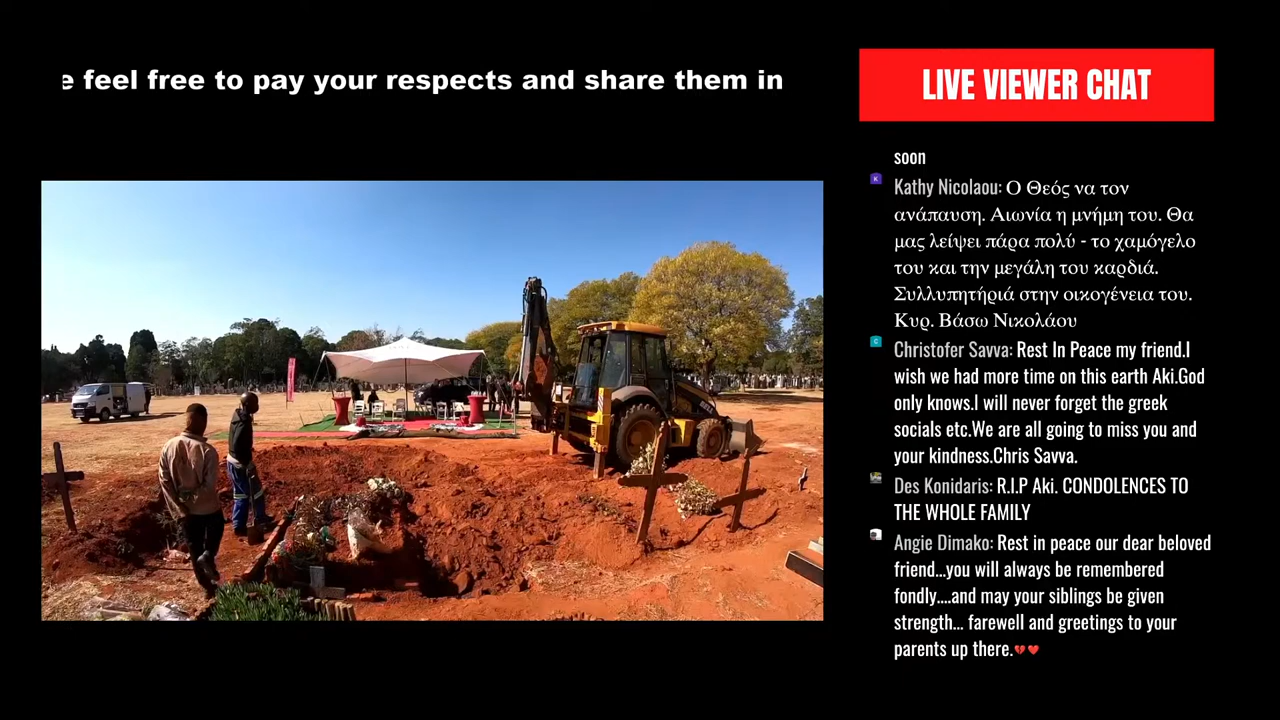 e feel free to pay your respects and share them in
LIVE VIEWER CHAT
soon
Kathy Nicolaou: Ο Θεός να τον
ανάπαυση. Αιωνία η μνήμη του. Θα
μας λείψει πάρα πολύ - το χαμόγελο
του και την μεγάλη του καρδιά.
Συλλυπητήριά στην οικογένεια του.
Κυρ. Βάσω Νικολάου
Christofer Savva: Rest In Peace my friend.I
wish we had more time on this earth Aki.God
only knows.I will never forget the greek
socials etc.We are all going to miss you and
your kindness.Chris Savva.
Des Konidaris: R.I.P Aki. CONDOLENCES TO
THE WHOLE FAMILY
Angie Dimako: Rest in peace our dear beloved
friend...you will always be remembered
fondly....and may your siblings be given
strength... farewell and greetings to your
parents up there.💔❤️